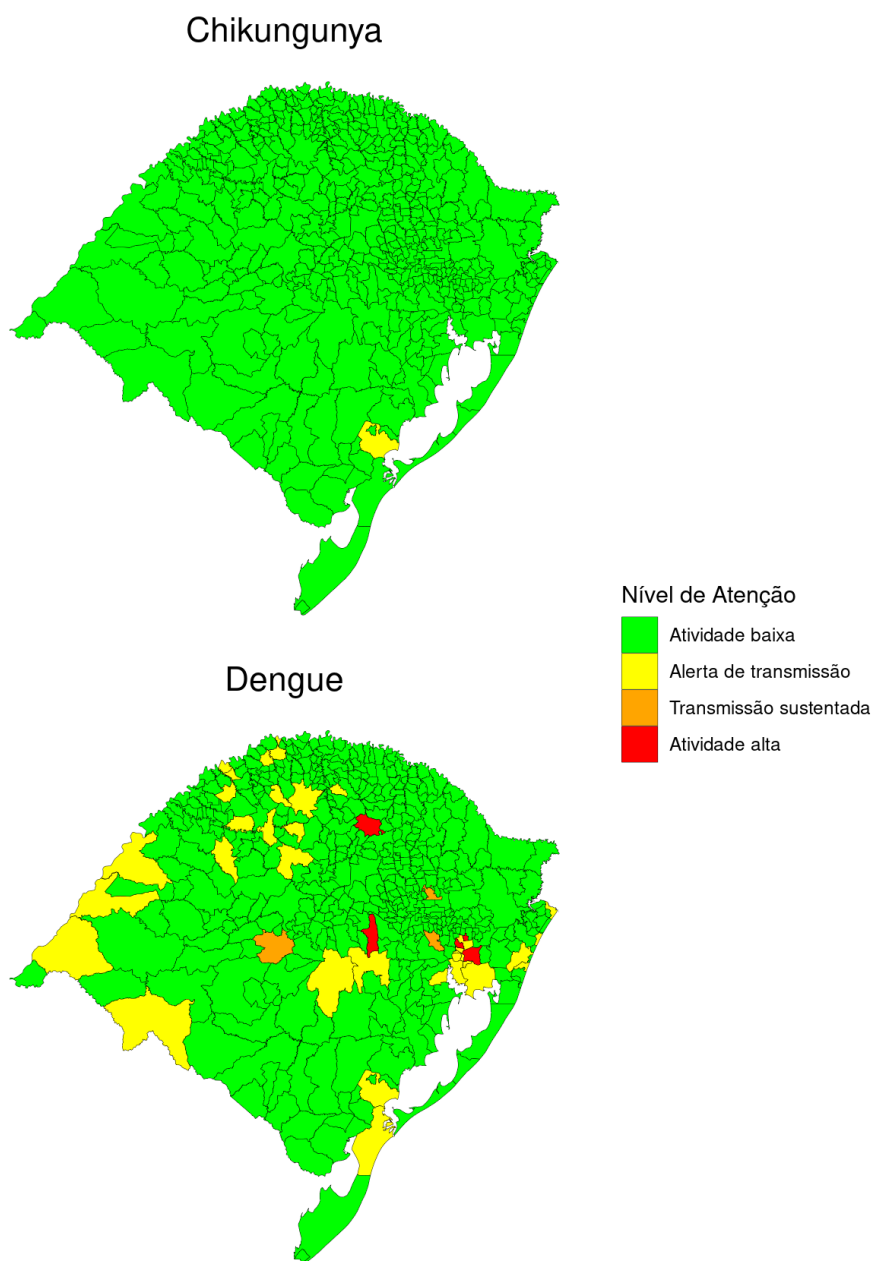 Chikungunya
Nível de Atenção
Atividade baixa
Alerta de transmissão
Transmissão sustentada
Atividade alta
Dengue